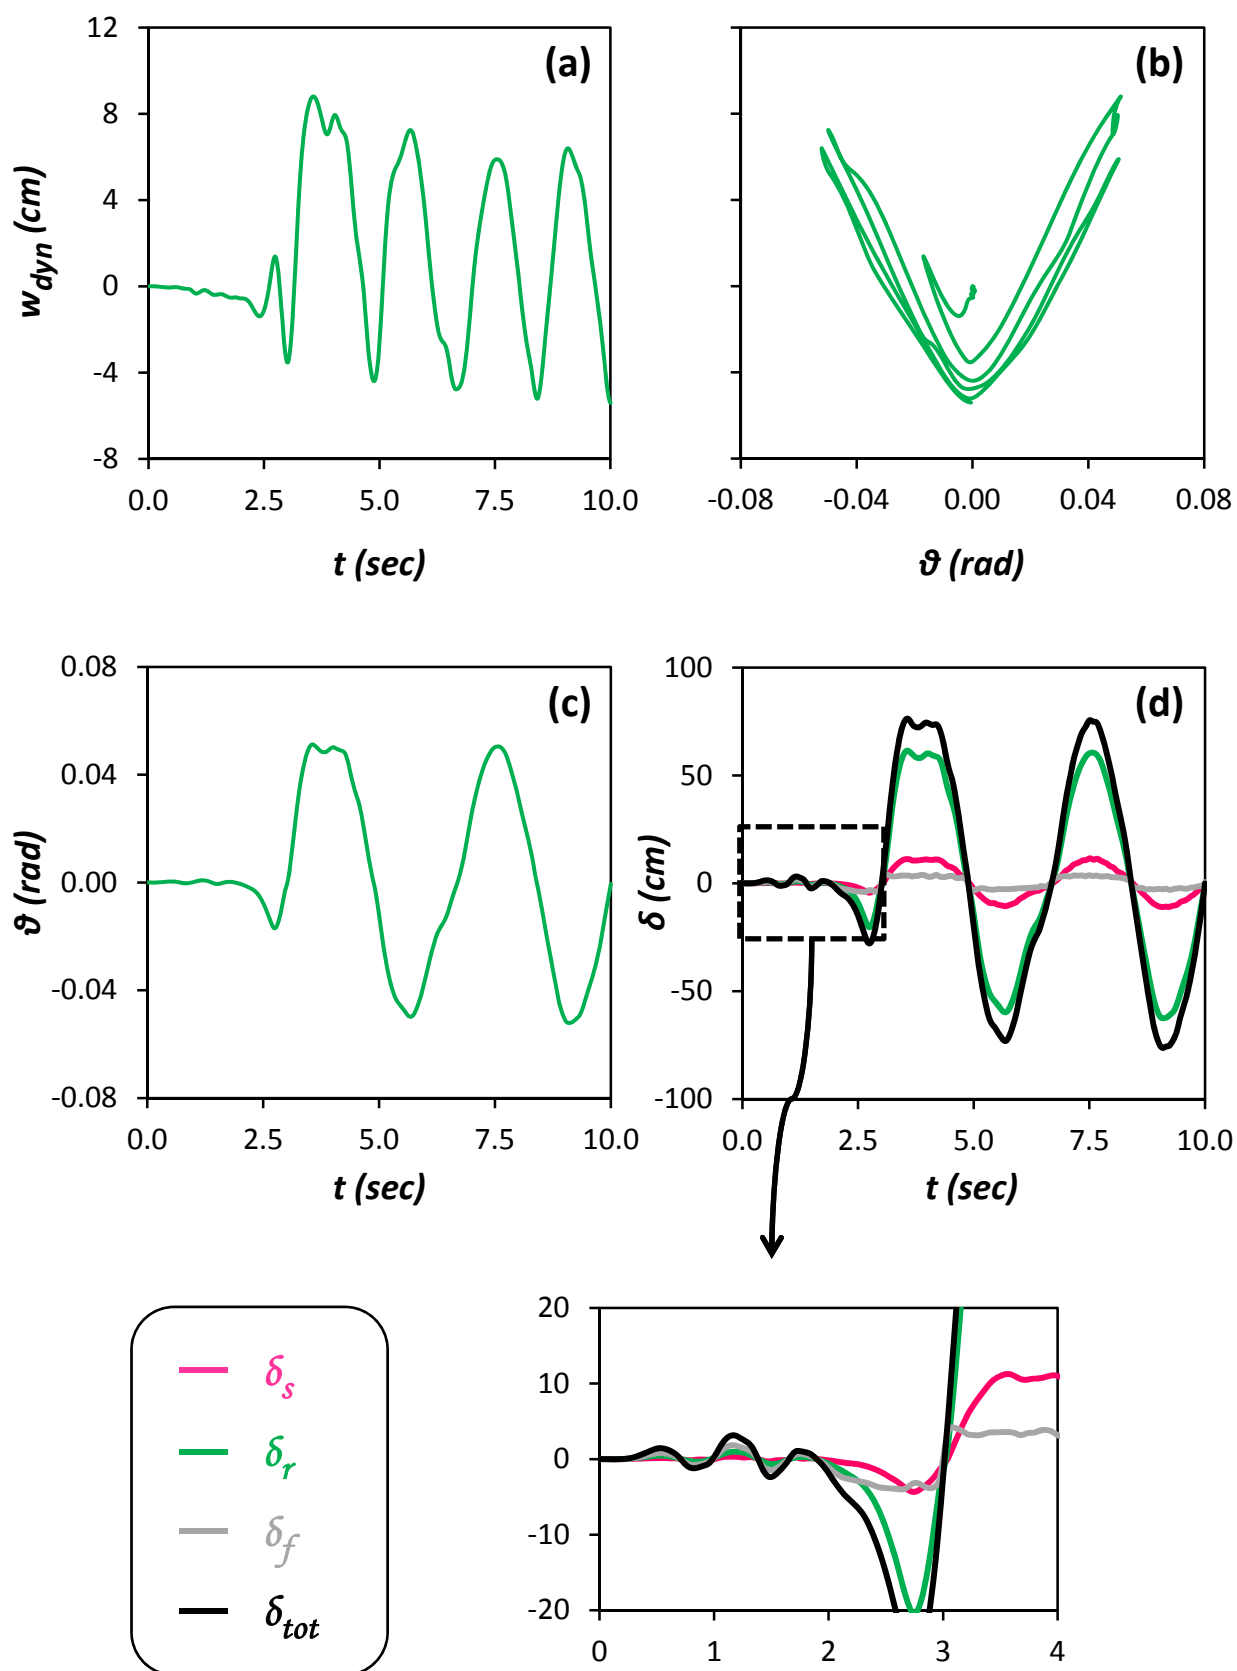 12
8
4
0
-4
-8
w_dyn (cm)
(a)
0.0 2.5 5.0 7.5 10.0
t (sec)
(b)
-0.08 -0.04 0.00 0.04 0.08
ϑ (rad)
0.08
0.04
0.00
-0.04
-0.08
ϑ (rad)
(c)
0.0 2.5 5.0 7.5 10.0
t (sec)
100
50
0
-50
-100
δ (cm)
(d)
0.0 2.5 5.0 7.5 10.0
t (sec)
δ_s
δ_r
δ_f
δ_tot
20
10
0
-10
-20
0 1 2 3 4